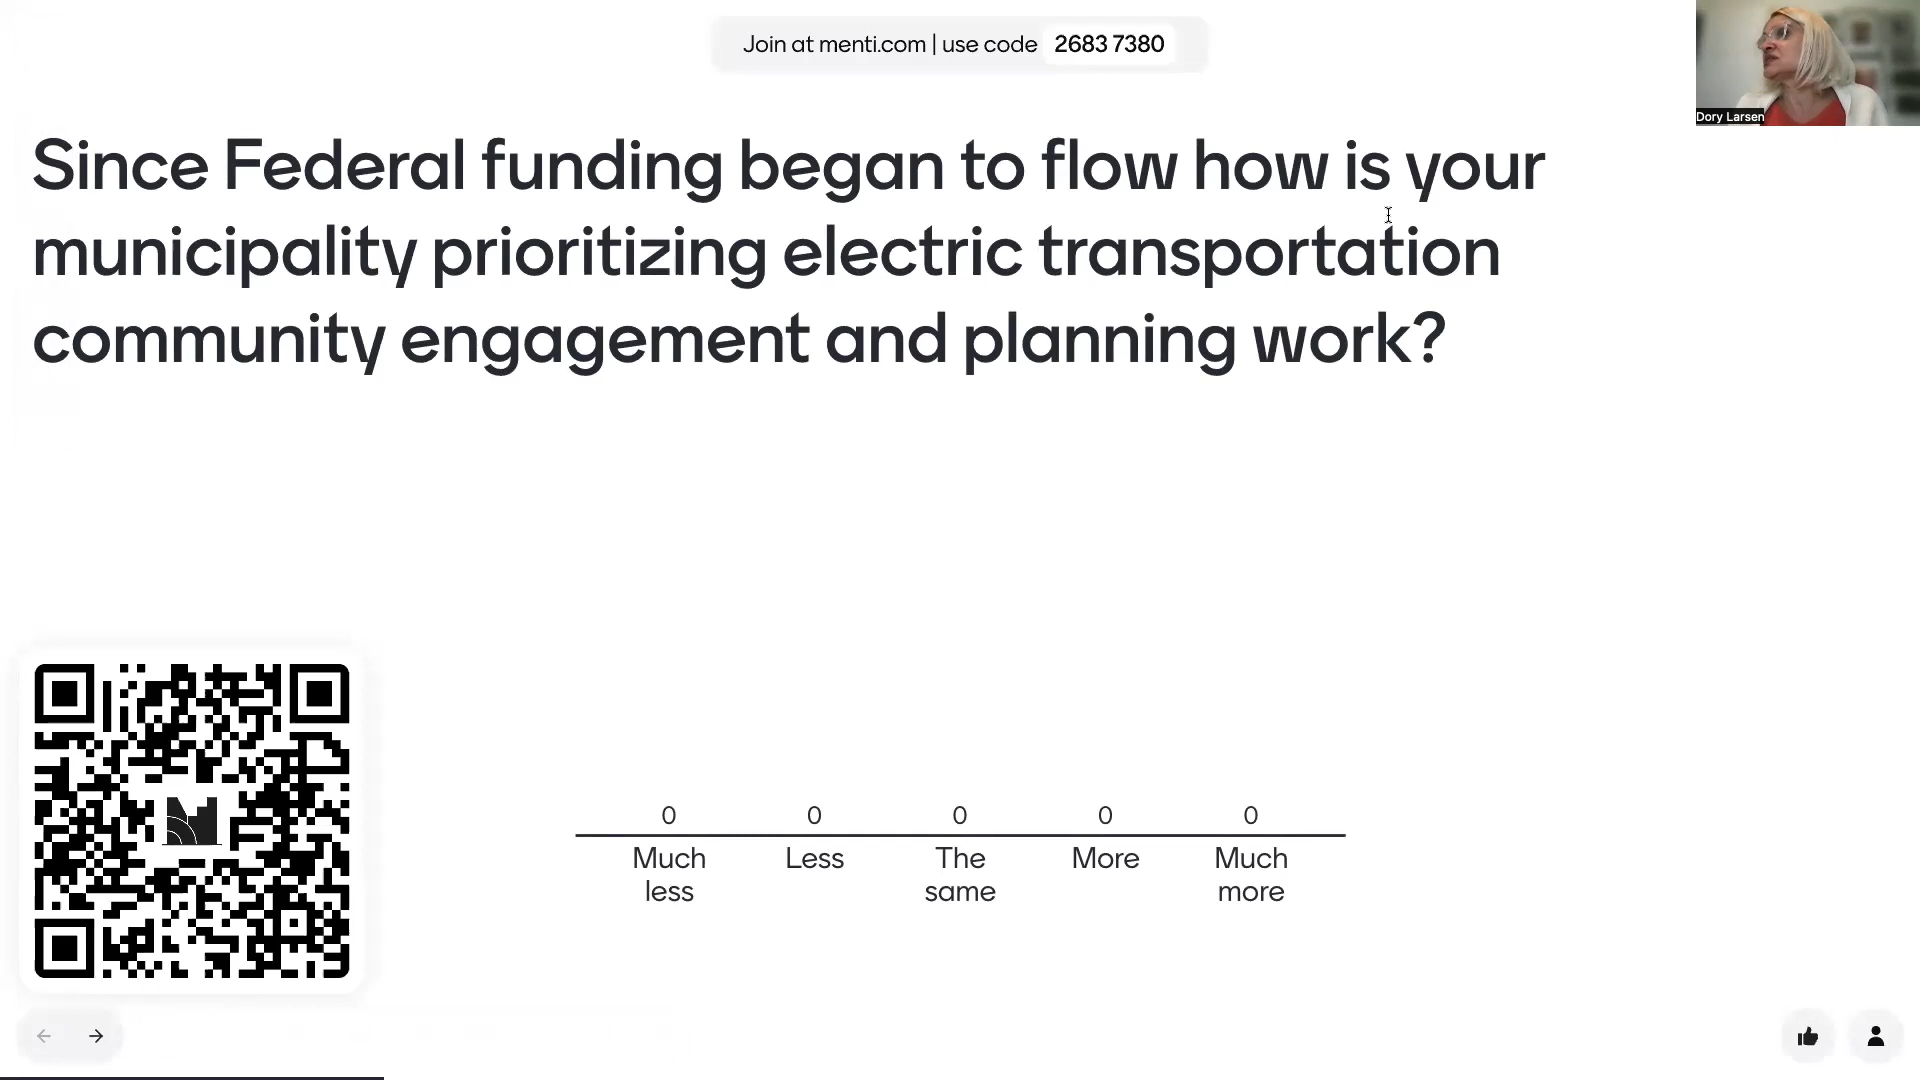 Join at menti.com | use code 2683 7380
Dory Larsen
Since Federal funding began to flow how is your
municipality prioritizing electric transportation
community engagement and planning work?
0 0 0 0 0
Much less
Less
The same
More
Much more